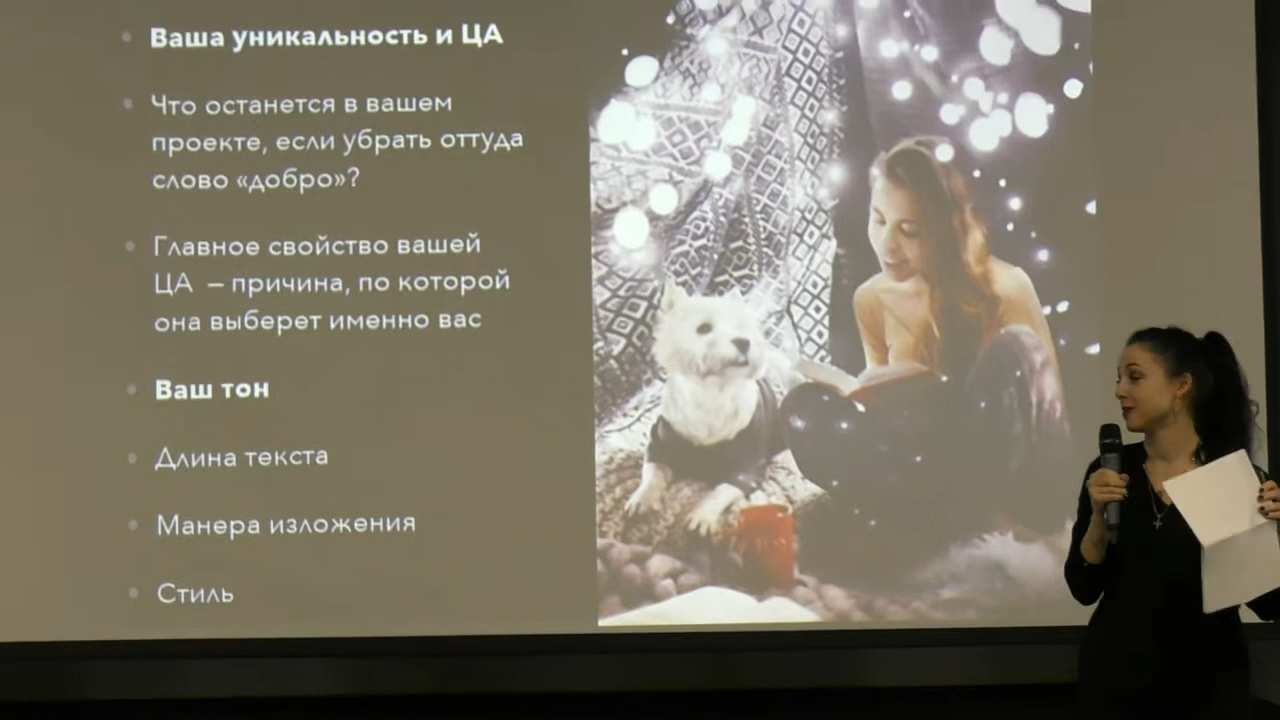 Ваша уникальность и ЦА
Что останется в вашем
проекте, если убрать оттуда
слово «добро»?
Главное свойство вашей
ЦА – причина, по которой
она выберет именно вас
Ваш тон
Длина текста
Манера изложения
Стиль